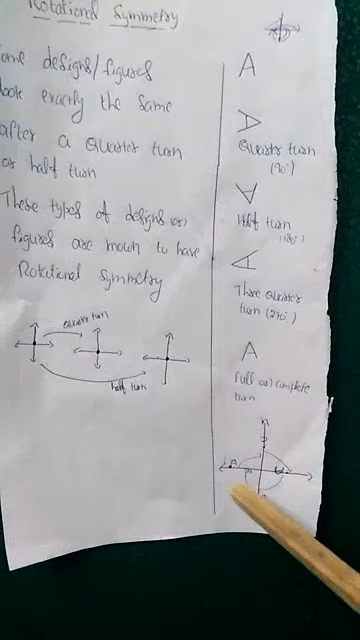 Rotational Symmetry
ome designs/figures
look exactly the same
after a Quarter turn
or half turn
These types of designs (or)
figures are mown to have
Rotational Symmetry
Quarter turn
half turn
A
A
Quarter turn
(90°)
A
Half turn
(180°)
A
Three Quarter
turn (270°)
A
Full (or) complete
turn
A